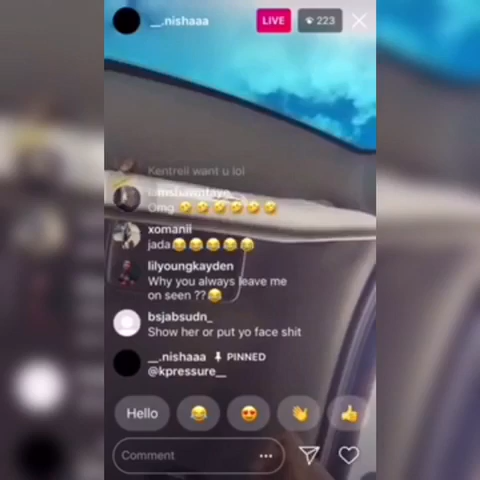 __.nishaaa
LIVE
223
Kentrell want u lol
Omg 🤣🤣🤣🤣🤣🤣
xomanii
jada😂😂😂😂😂
lilyoungkayden
Why you always leave me
on seen ??😂
bsjabsudn_
Show her or put yo face shit
__.nishaaa PINNED
@kpressure__
Hello
Comment